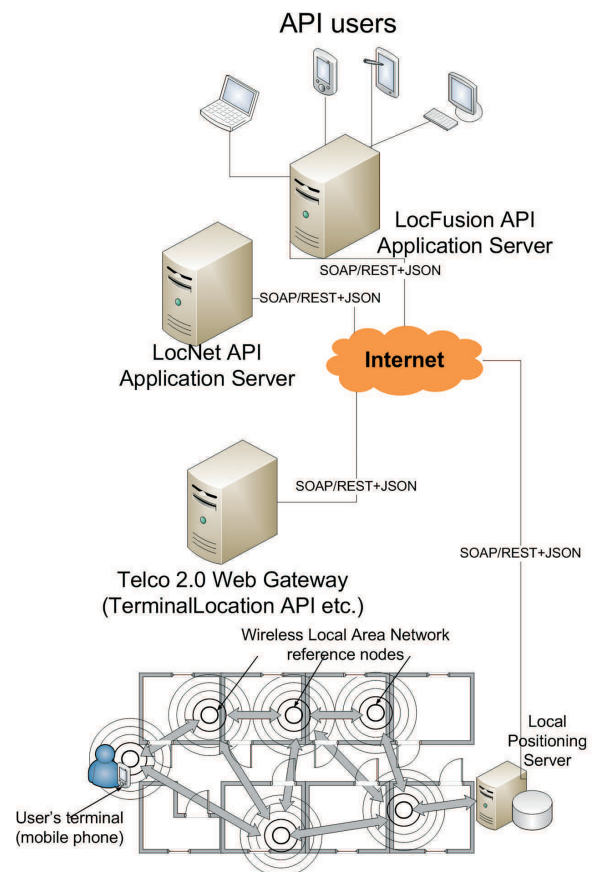 API users
LocFusion API
Application Server
SOAP/REST+JSON
SOAP/REST+JSON
LocNet API
Application Server
Internet
SOAP/REST+JSON
SOAP/REST+JSON
Telco 2.0 Web Gateway
(TerminalLocation API etc.)
Wireless Local Area Network
reference nodes
Local
Positioning
Server
User's terminal
(mobile phone)